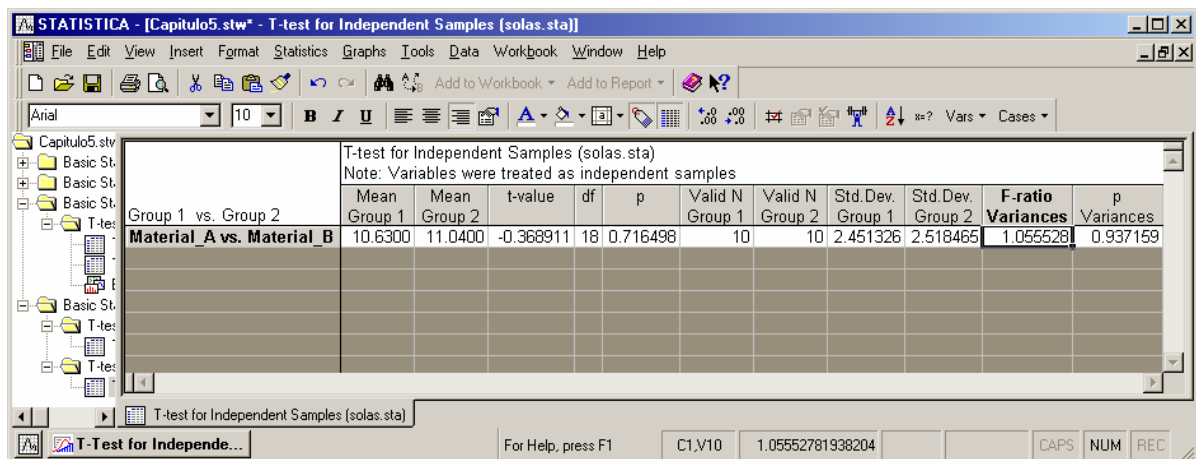 STATISTICA - [Capitulo5.stw* - T-test for Independent Samples (solas.sta)]
File Edit View Insert Format Statistics Graphs Tools Data Workbook Window Help
Add to Workbook Add to Report
Arial 10 B I U A a Vars Cases
Capitulo5.stw
Basic St
Basic St
Basic St
T-tes
Basic St
T-tes
T-tes
T-test for Independent Samples (solas.sta)
Note: Variables were treated as independent samples
Group 1 vs. Group 2 Mean Group 1 Mean Group 2 t-value df p Valid N Group 1 Valid N Group 2 Std.Dev. Group 1 Std.Dev. Group 2 F-ratio Variances p Variances
Material_A vs. Material_B 10.6300 11.0400 -0.368911 18 0.716498 10 10 2.451326 2.518465 1.055528 0.937159
T-test for Independent Samples (solas.sta)
T-Test for Independe... For Help, press F1 C1,V10 1.05552781938204 CAPS NUM REC